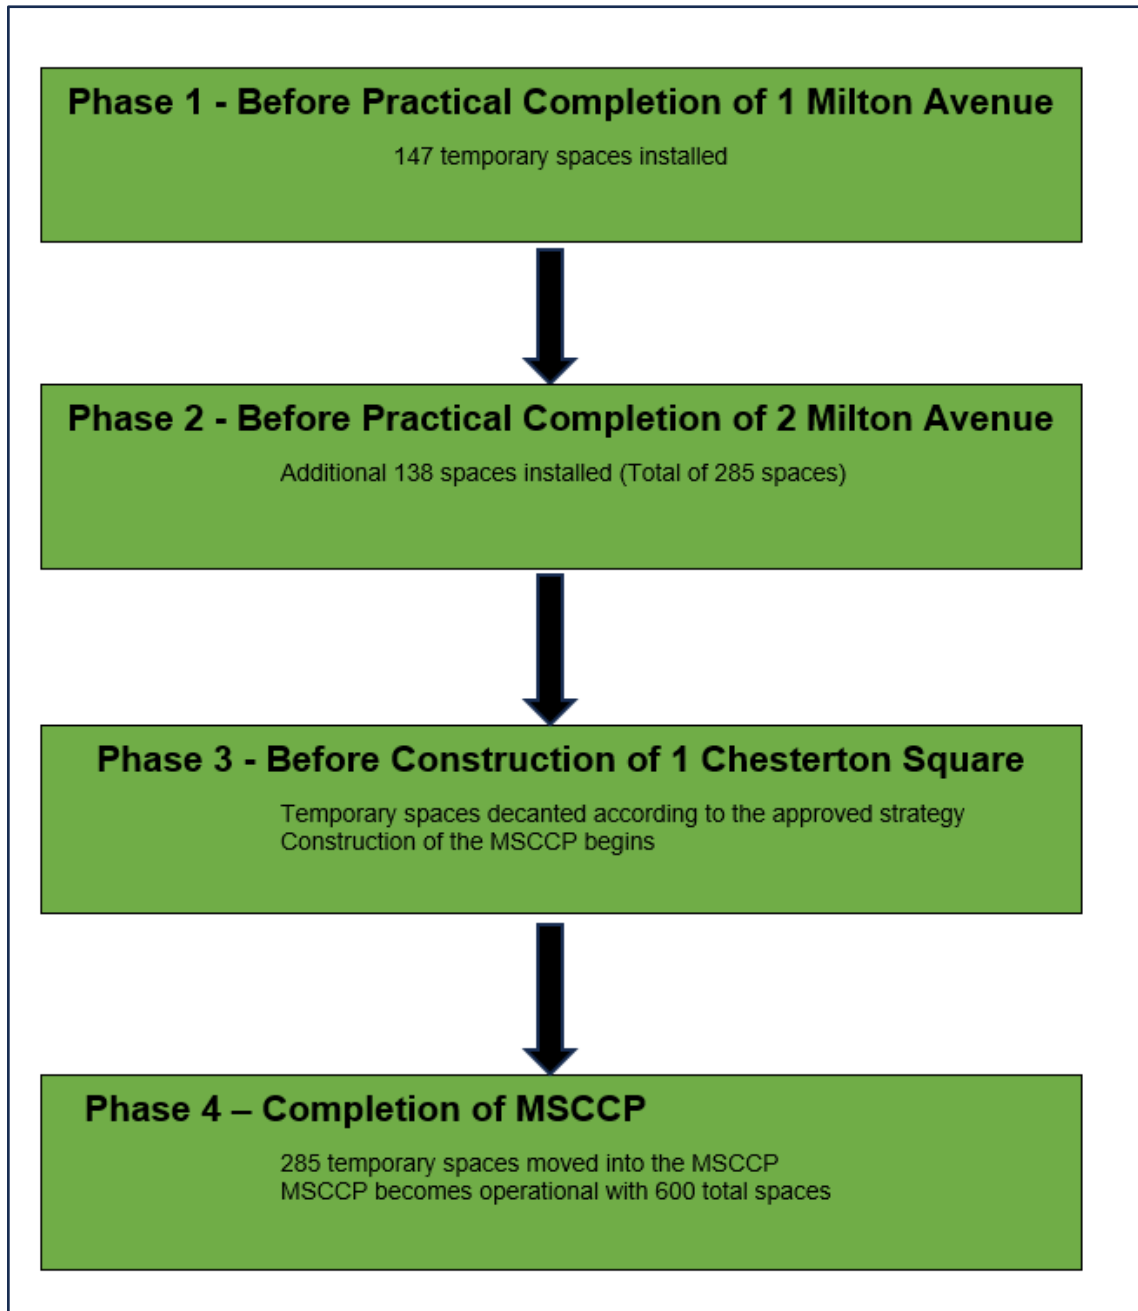 Phase 1 - Before Practical Completion of 1 Milton Avenue
147 temporary spaces installed
Phase 2 - Before Practical Completion of 2 Milton Avenue
Additional 138 spaces installed (Total of 285 spaces)
Phase 3 - Before Construction of 1 Chesterton Square
Temporary spaces decanted according to the approved strategy
Construction of the MSCCP begins
Phase 4 – Completion of MSCCP
285 temporary spaces moved into the MSCCP
MSCCP becomes operational with 600 total spaces